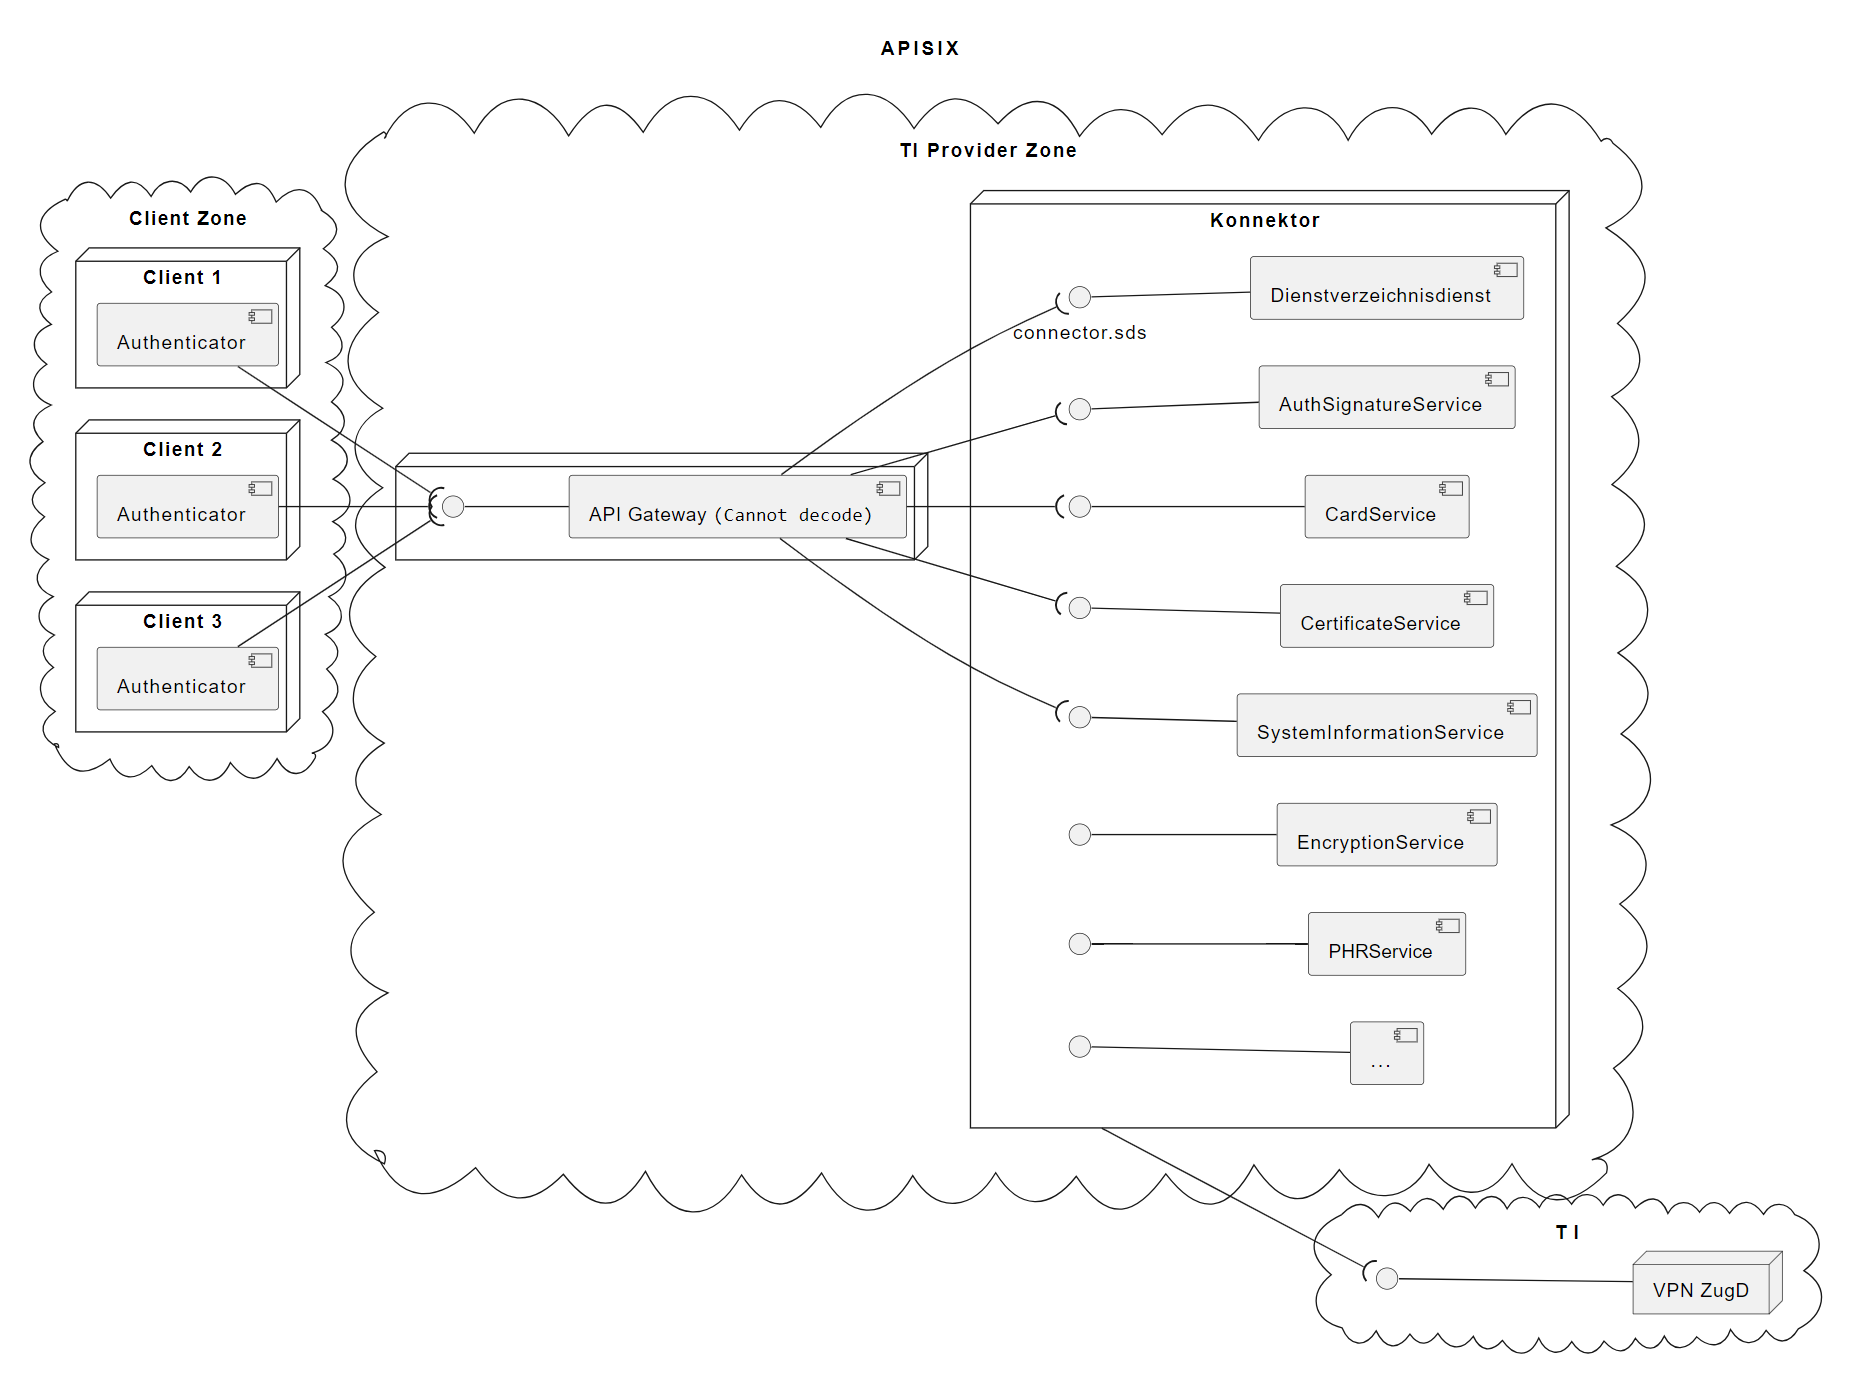 APISIX
TI Provider Zone
Client Zone
Client 1
Authenticator
Client 2
Authenticator
Client 3
Authenticator
API Gateway (Cannot decode)
Konnektor
connector.sds
Dienstverzeichnisdienst
AuthSignatureService
CardService
CertificateService
SystemInformationService
EncryptionService
PHRService
...
TI
VPN ZugD